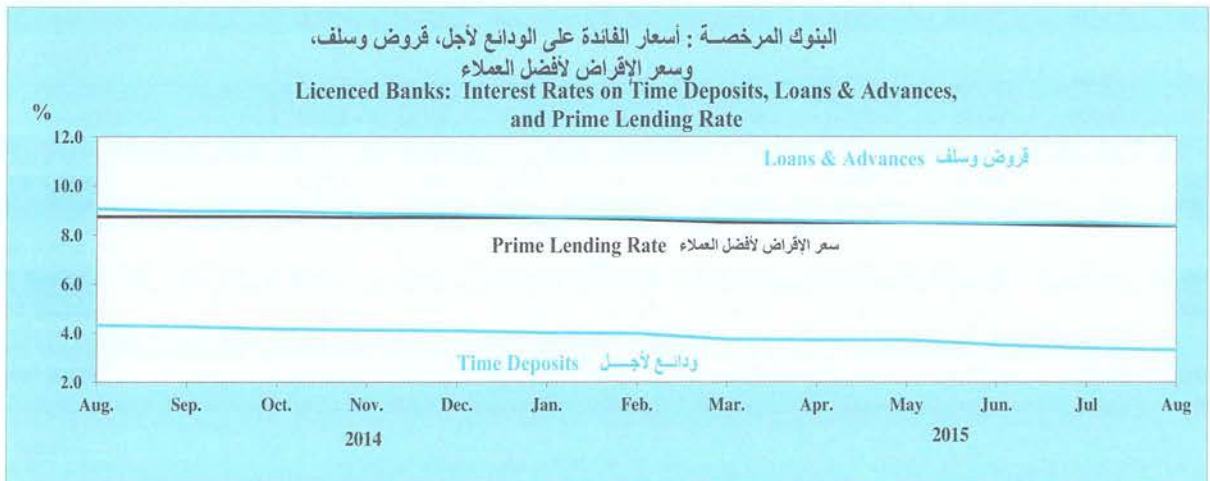 البنوك المرخصــة : أسعار الفائدة على الودائع لأجل، قروض وسلف،
وسعر الإقراض لأفضل العملاء
Licenced Banks: Interest Rates on Time Deposits, Loans & Advances,
and Prime Lending Rate
%
12.0
Loans & Advances قروض وسلف
10.0
8.0
Prime Lending Rate سعر الإقراض لأفضل العملاء
6.0
4.0
Time Deposits ودائــع لأجـــل
2.0
Aug. Sep. Oct. Nov. Dec. Jan. Feb. Mar. Apr. May Jun. Jul Aug
2014 2015